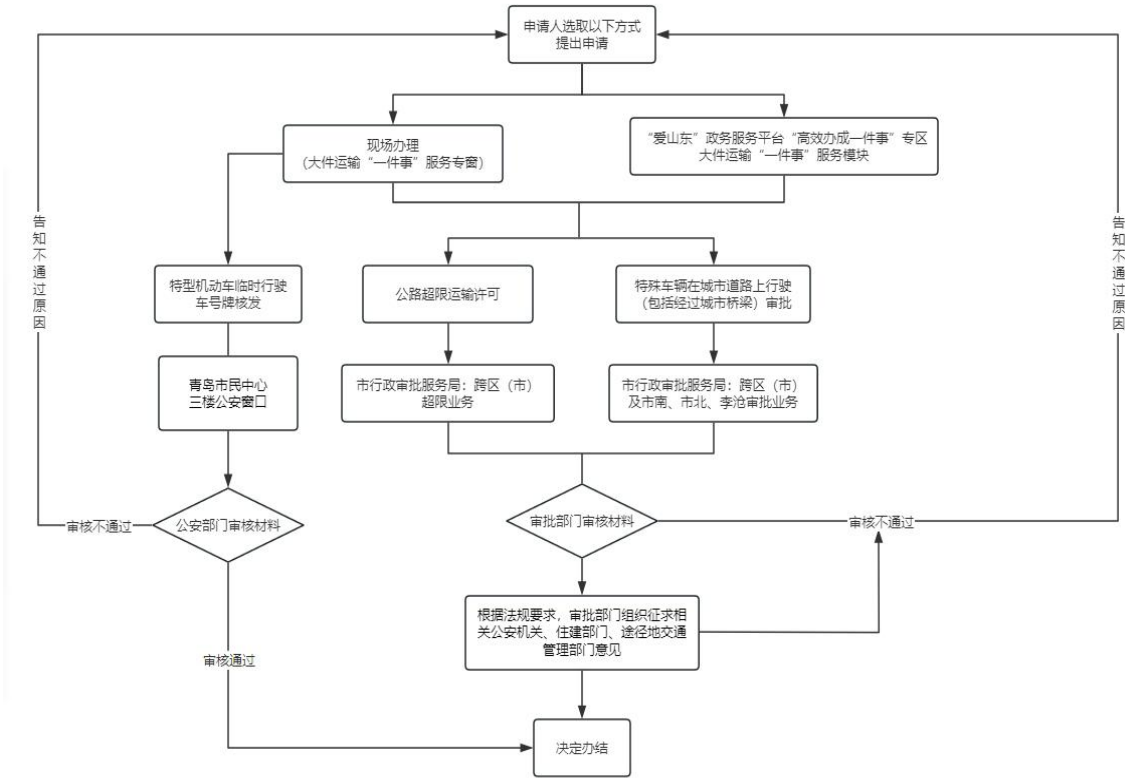 申请人选取以下方式
提出申请
现场办理
（大件运输“一件事”服务专窗）
“爱山东”政务服务平台“高效办成一件事”专区
大件运输“一件事”服务模块
告知不通过原因
告知不通过原因
特型机动车临时行驶
车号牌核发
公路超限运输许可
特殊车辆在城市道路上行驶
（包括经过城市桥梁）审批
青岛市民中心
三楼公安窗口
市行政审批服务局：跨区（市）
超限业务
市行政审批服务局：跨区（市）
及市南、市北、李沧审批业务
审核不通过
公安部门审核材料
审批部门审核材料
审核不通过
根据法规要求，审批部门组织征求相
关公安机关、住建部门、途径地交通
管理部门意见
审核通过
决定办结